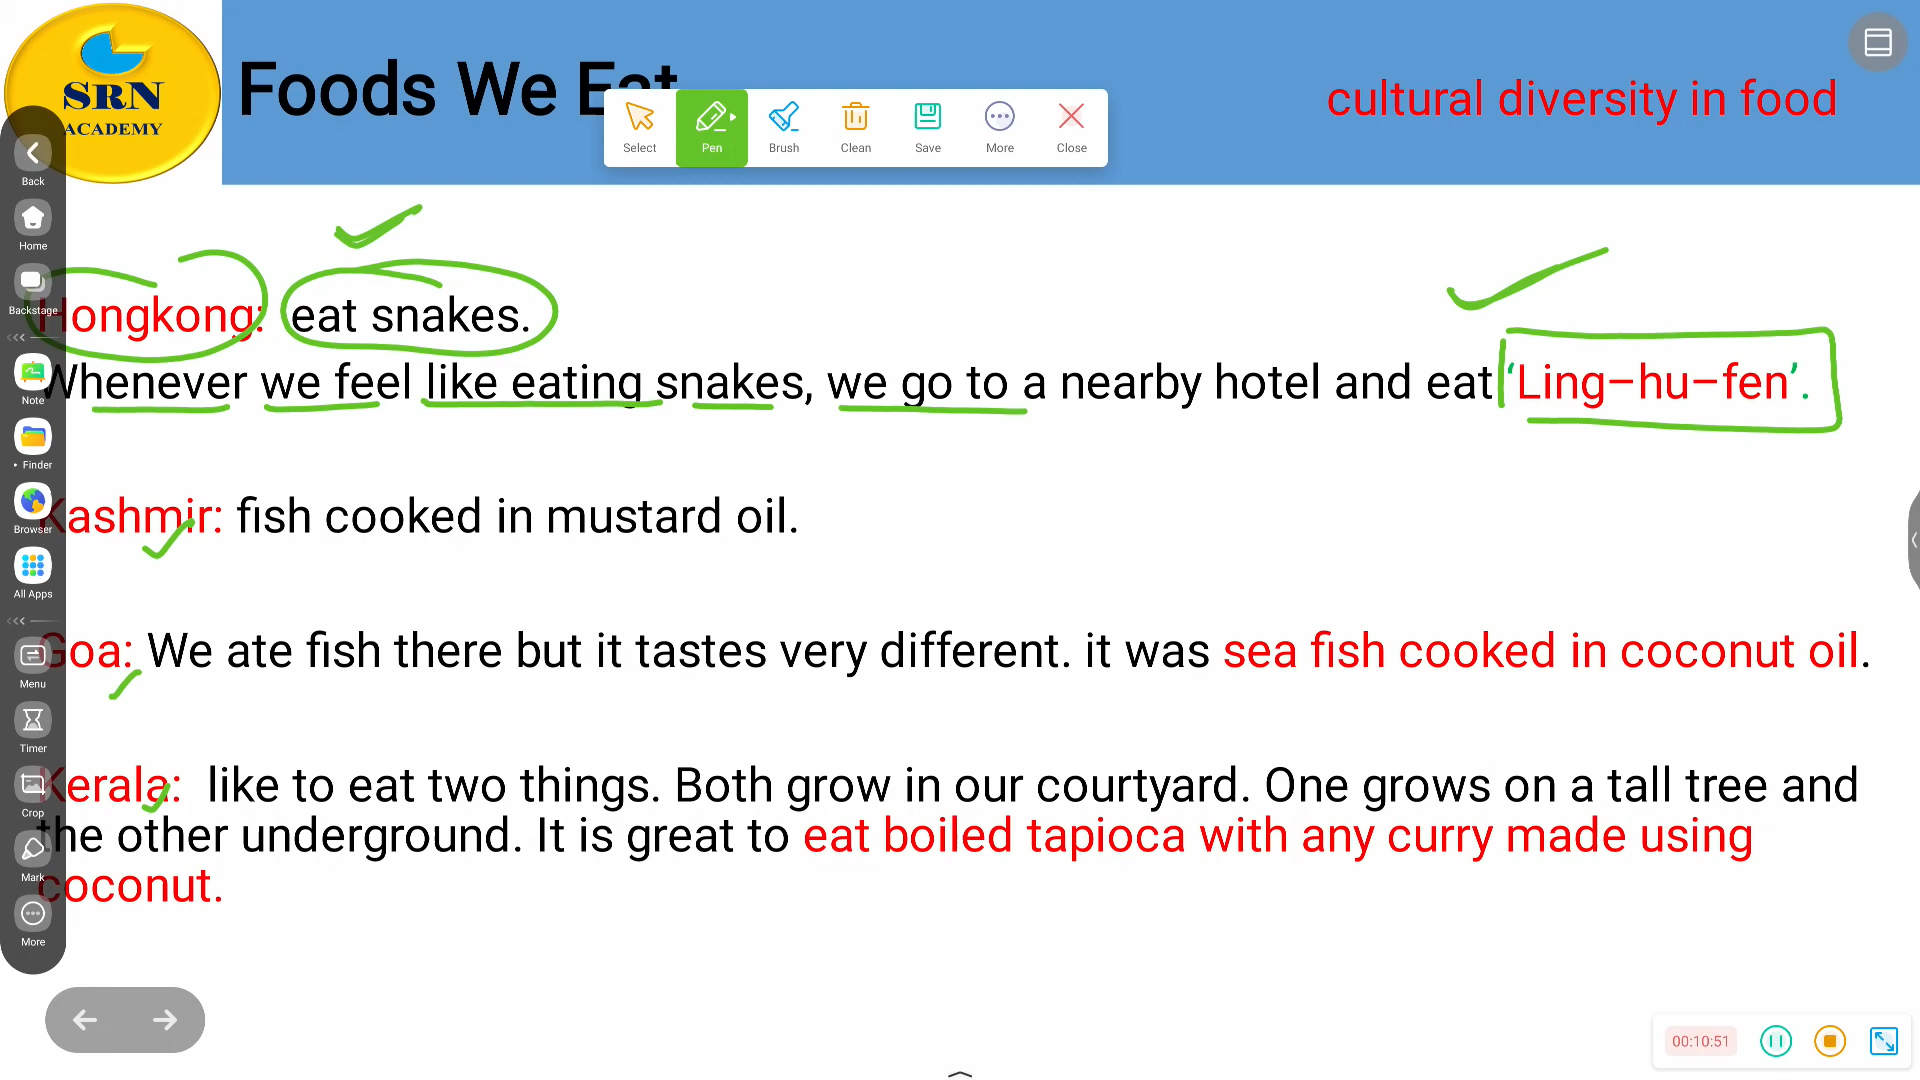 SRN
ACADEMY
Foods We Eat
cultural diversity in food
Select
Pen
Brush
Clean
Save
More
Close
Back
Home
Backstage
Note
Finder
Browser
All Apps
Menu
Timer
Crop
Mark
More
Hongkong: eat snakes.
Whenever we feel like eating snakes, we go to a nearby hotel and eat ‘Ling–hu–fen’.
Kashmir: fish cooked in mustard oil.
Goa: We ate fish there but it tastes very different. it was sea fish cooked in coconut oil.
Kerala: like to eat two things. Both grow in our courtyard. One grows on a tall tree and
the other underground. It is great to eat boiled tapioca with any curry made using
coconut.
00:10:51